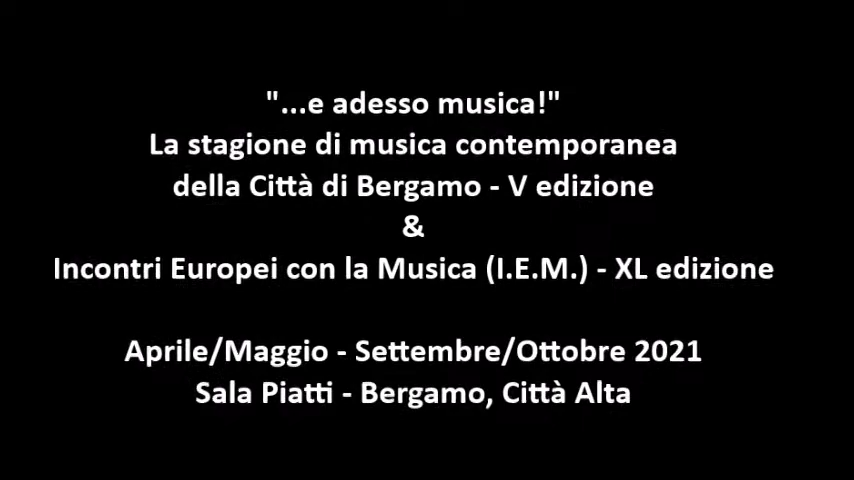 "...e adesso musica!"
La stagione di musica contemporanea
della Città di Bergamo - V edizione
&
Incontri Europei con la Musica (I.E.M.) - XL edizione
Aprile/Maggio - Settembre/Ottobre 2021
Sala Piatti - Bergamo, Città Alta